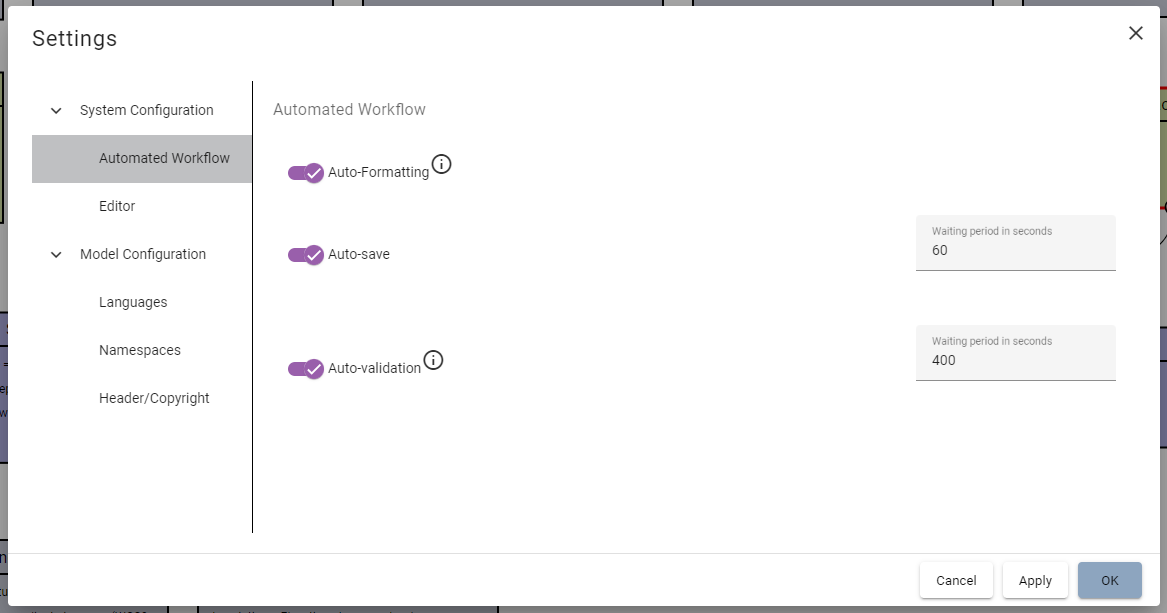 Settings
System Configuration
Automated Workflow
Editor
Model Configuration
Languages
Namespaces
Header/Copyright
Automated Workflow
Auto-Formatting
Auto-save
Waiting period in seconds
60
Auto-validation
Waiting period in seconds
400
Cancel
Apply
OK